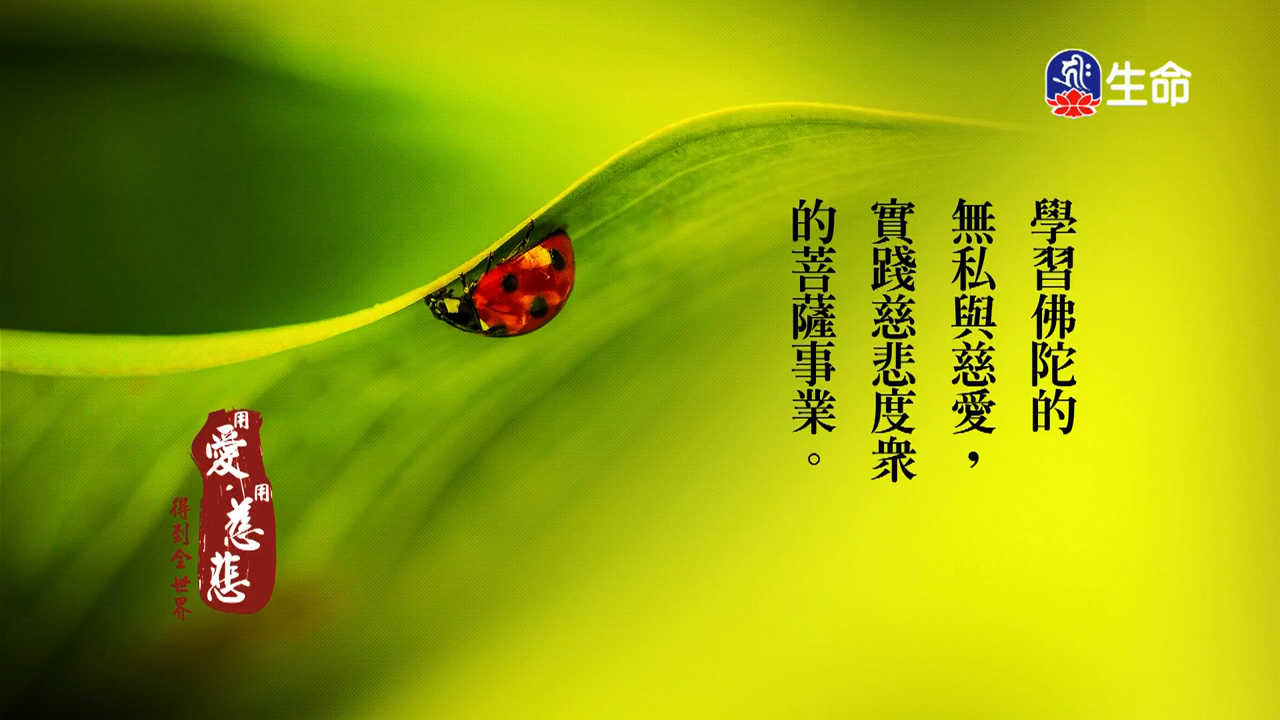 生命
學習佛陀的
無私與慈愛，
實踐慈悲度衆
的菩薩事業。
用愛·用慈悲
得到全世界